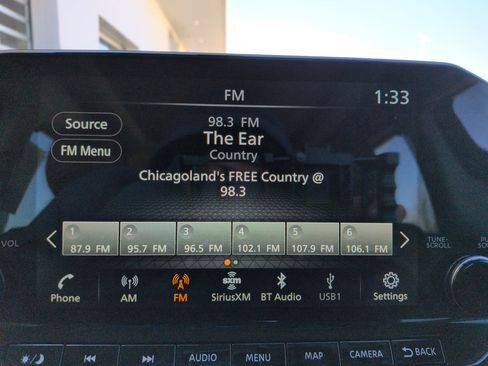 FM
1:33
Source
98.3 FM
The Ear
FM Menu
Country
Chicagoland's FREE Country @
98.3
1 2 3 4 5 6
87.9 FM 95.7 FM 96.5 FM 102.1 FM 107.9 FM 106.1 FM
VOL
TUNE-
SCROLL
sxm
Phone AM FM SiriusXM BT Audio USB1 Settings
AUDIO MENU MAP CAMERA BACK